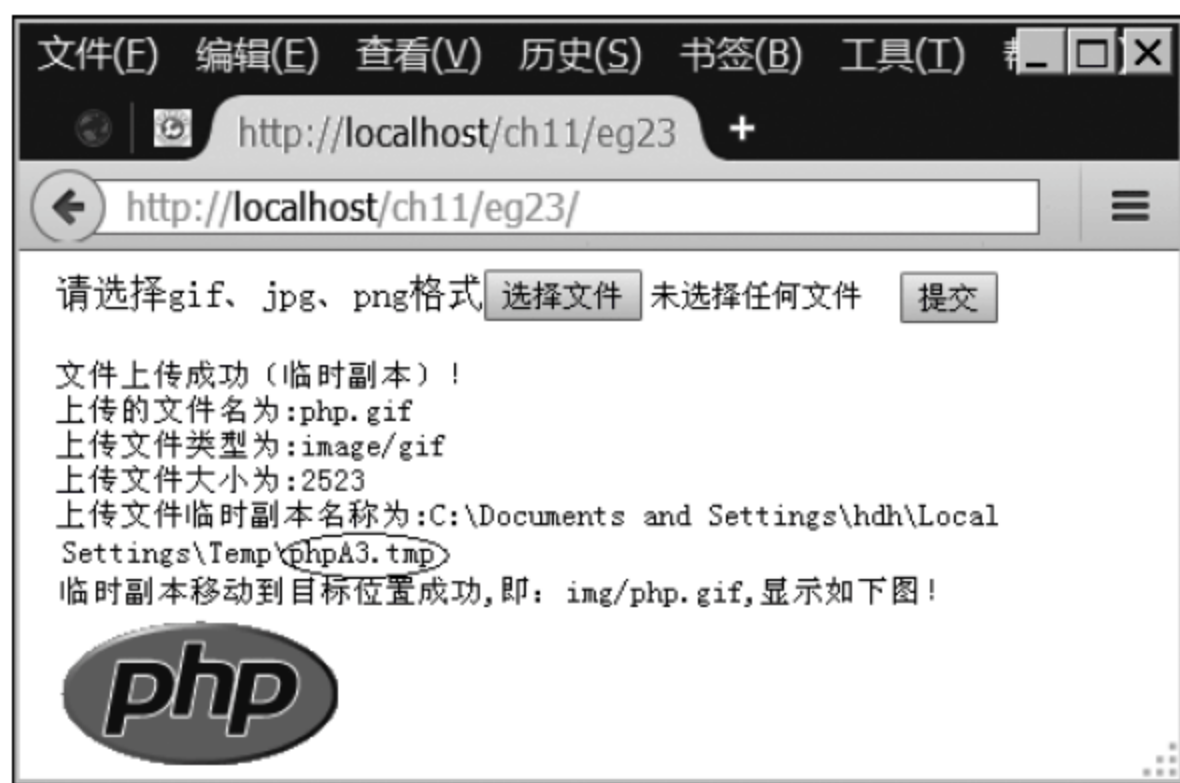 文件(F) 编辑(E) 查看(V) 历史(S) 书签(B) 工具(T)
http://localhost/ch11/eg23 +
http://localhost/ch11/eg23/
请选择gif、jpg、png格式 选择文件 未选择任何文件 提交
文件上传成功（临时副本）！
上传的文件名为:php.gif
上传文件类型为:image/gif
上传文件大小为:2523
上传文件临时副本名称为:C:\Documents and Settings\hdh\Local
Settings\Temp\phpA3.tmp
临时副本移动到目标位置成功,即：img/php.gif,显示如下图！
php